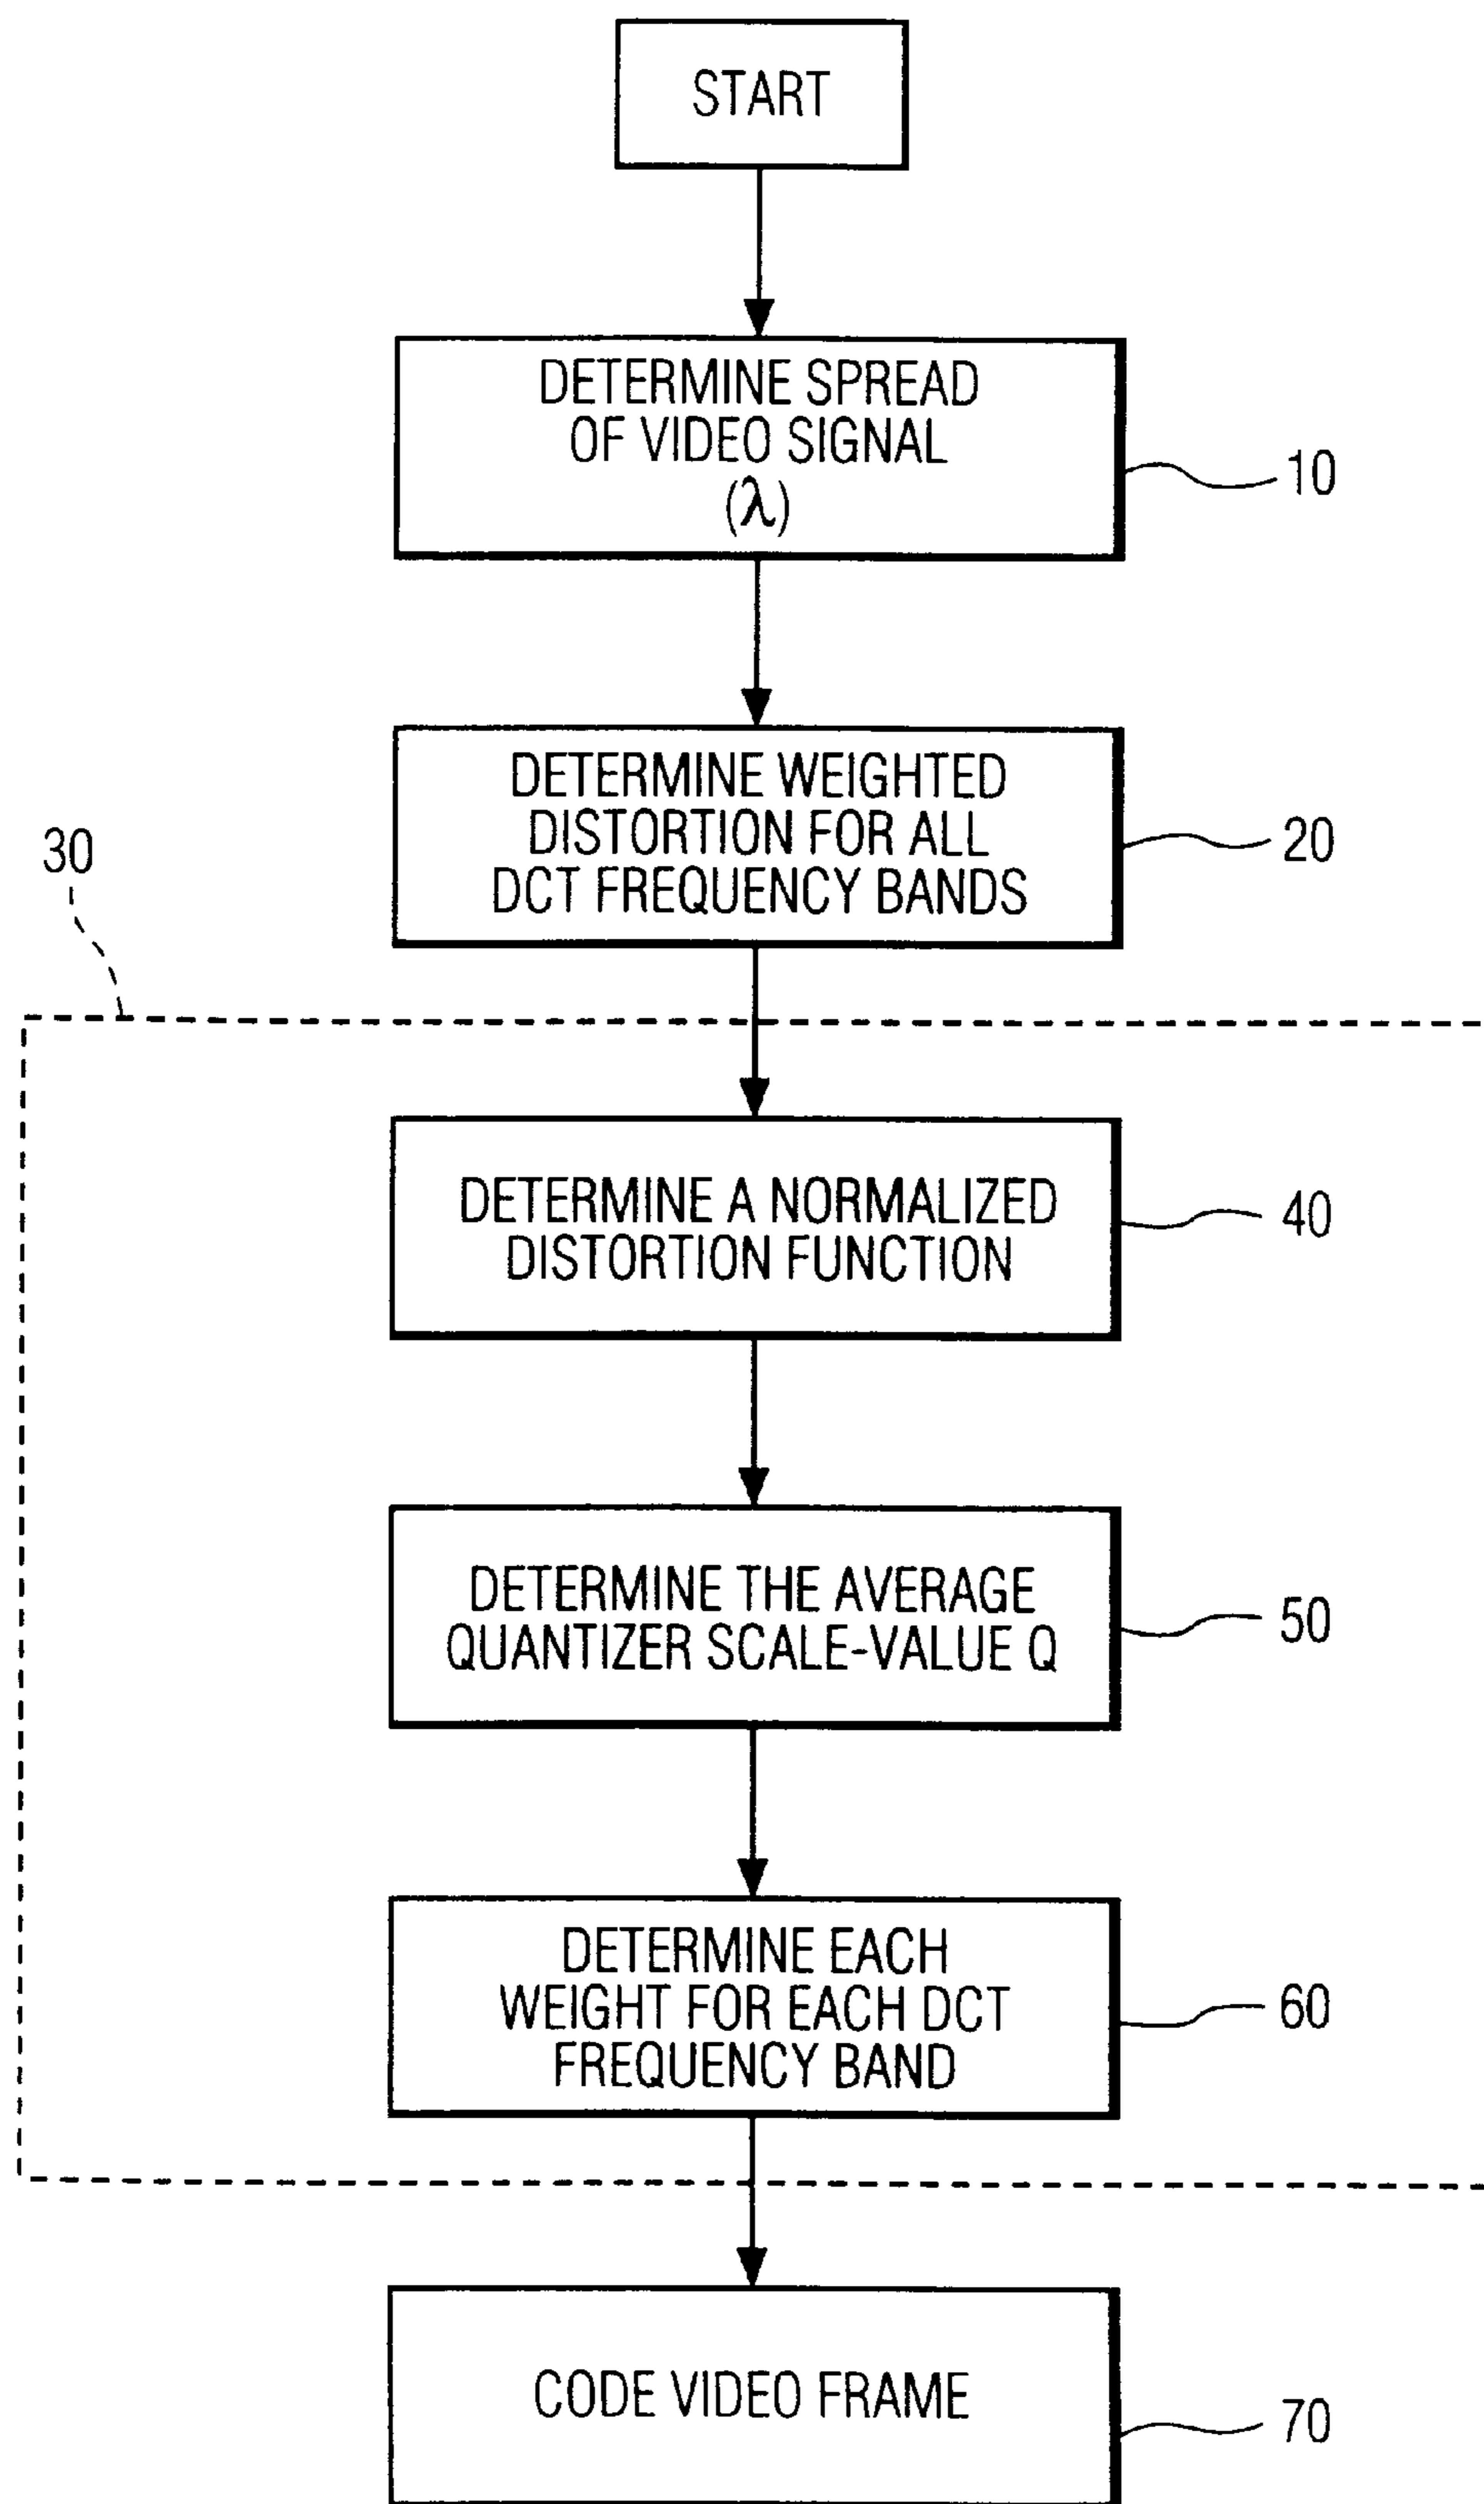 START
DETERMINE SPREAD
OF VIDEO SIGNAL
(λ)
10
DETERMINE WEIGHTED
DISTORTION FOR ALL
DCT FREQUENCY BANDS
20
30
DETERMINE A NORMALIZED
DISTORTION FUNCTION
40
DETERMINE THE AVERAGE
QUANTIZER SCALE-VALUE Q
50
DETERMINE EACH
WEIGHT FOR EACH DCT
FREQUENCY BAND
60
CODE VIDEO FRAME
70